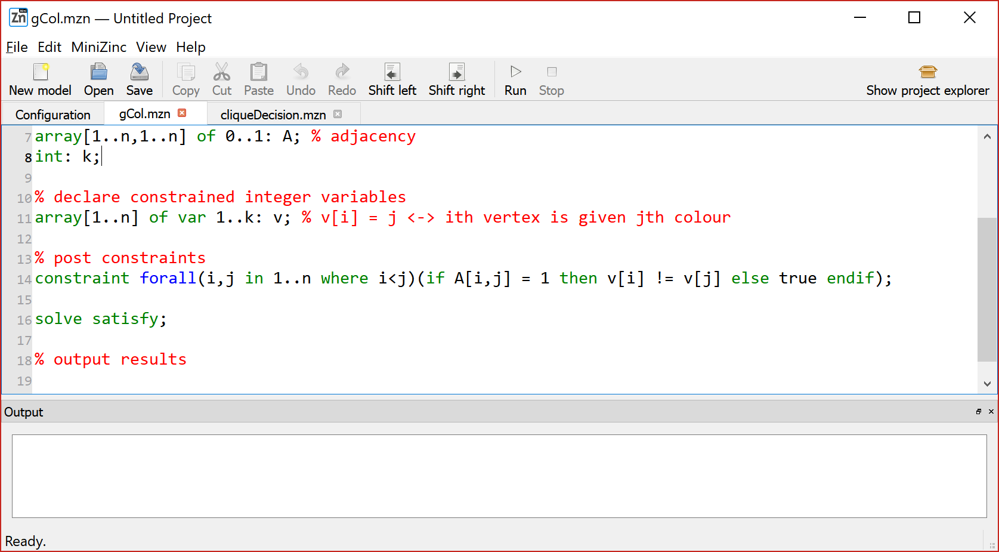 Zn Mini gCol.mzn — Untitled Project
File Edit MiniZinc View Help
New model Open Save Copy Cut Paste Undo Redo Shift left Shift right Run Stop Show project explorer
Configuration gCol.mzn cliqueDecision.mzn
7 array[1..n,1..n] of 0..1: A; % adjacency
8 int: k;
9
10 % declare constrained integer variables
11 array[1..n] of var 1..k: v; % v[i] = j <-> ith vertex is given jth colour
12
13 % post constraints
14 constraint forall(i,j in 1..n where i<j)(if A[i,j] = 1 then v[i] != v[j] else true endif);
15
16 solve satisfy;
17
18 % output results
19
Output
Ready.